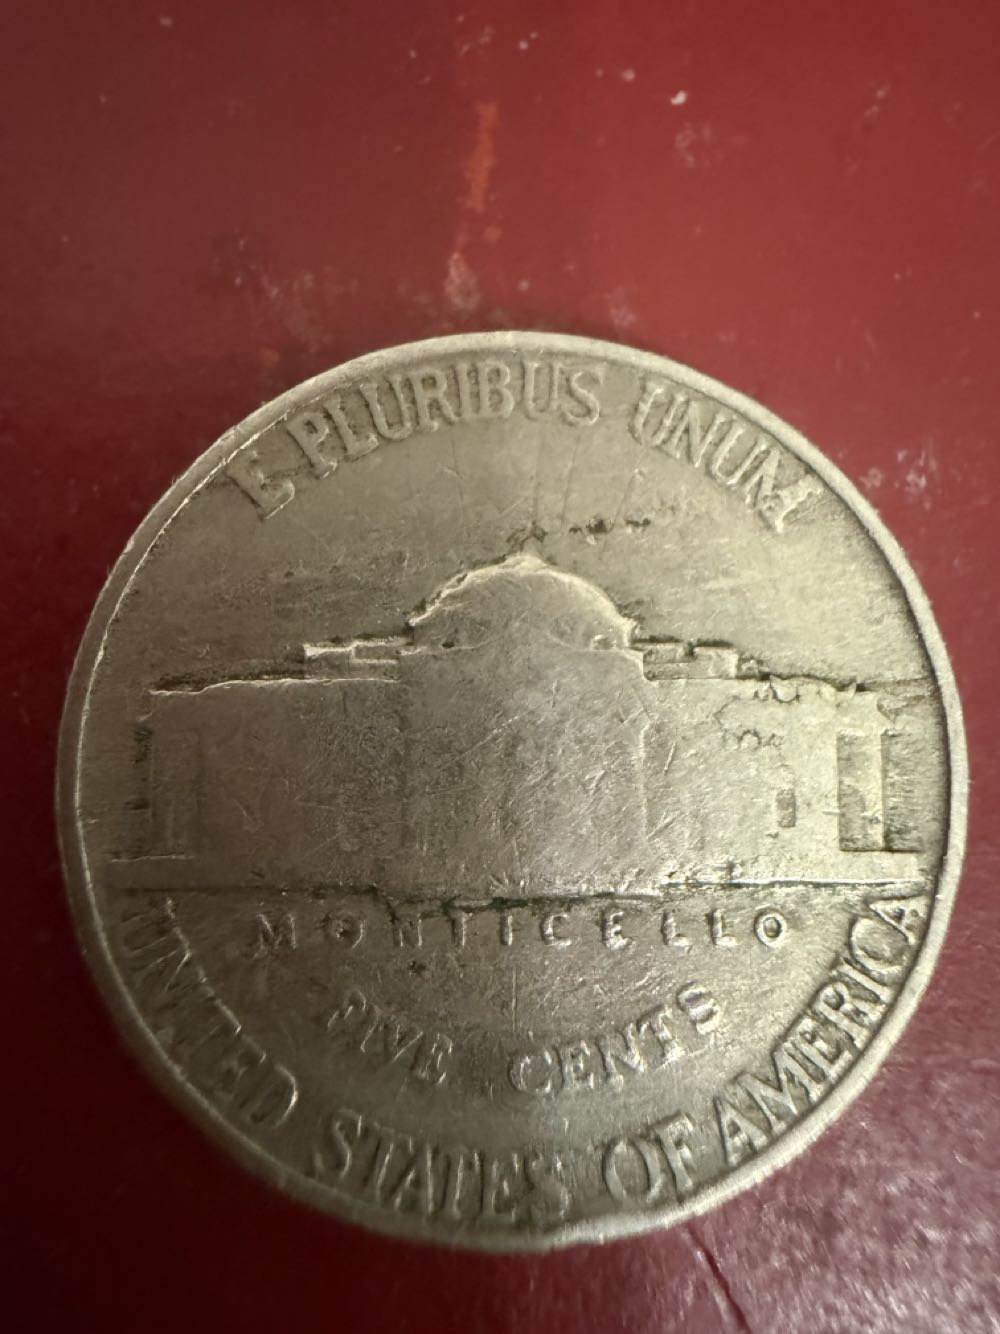 E PLURIBUS UNUM
MONTICELLO
FIVE CENTS
UNITED STATES OF AMERICA